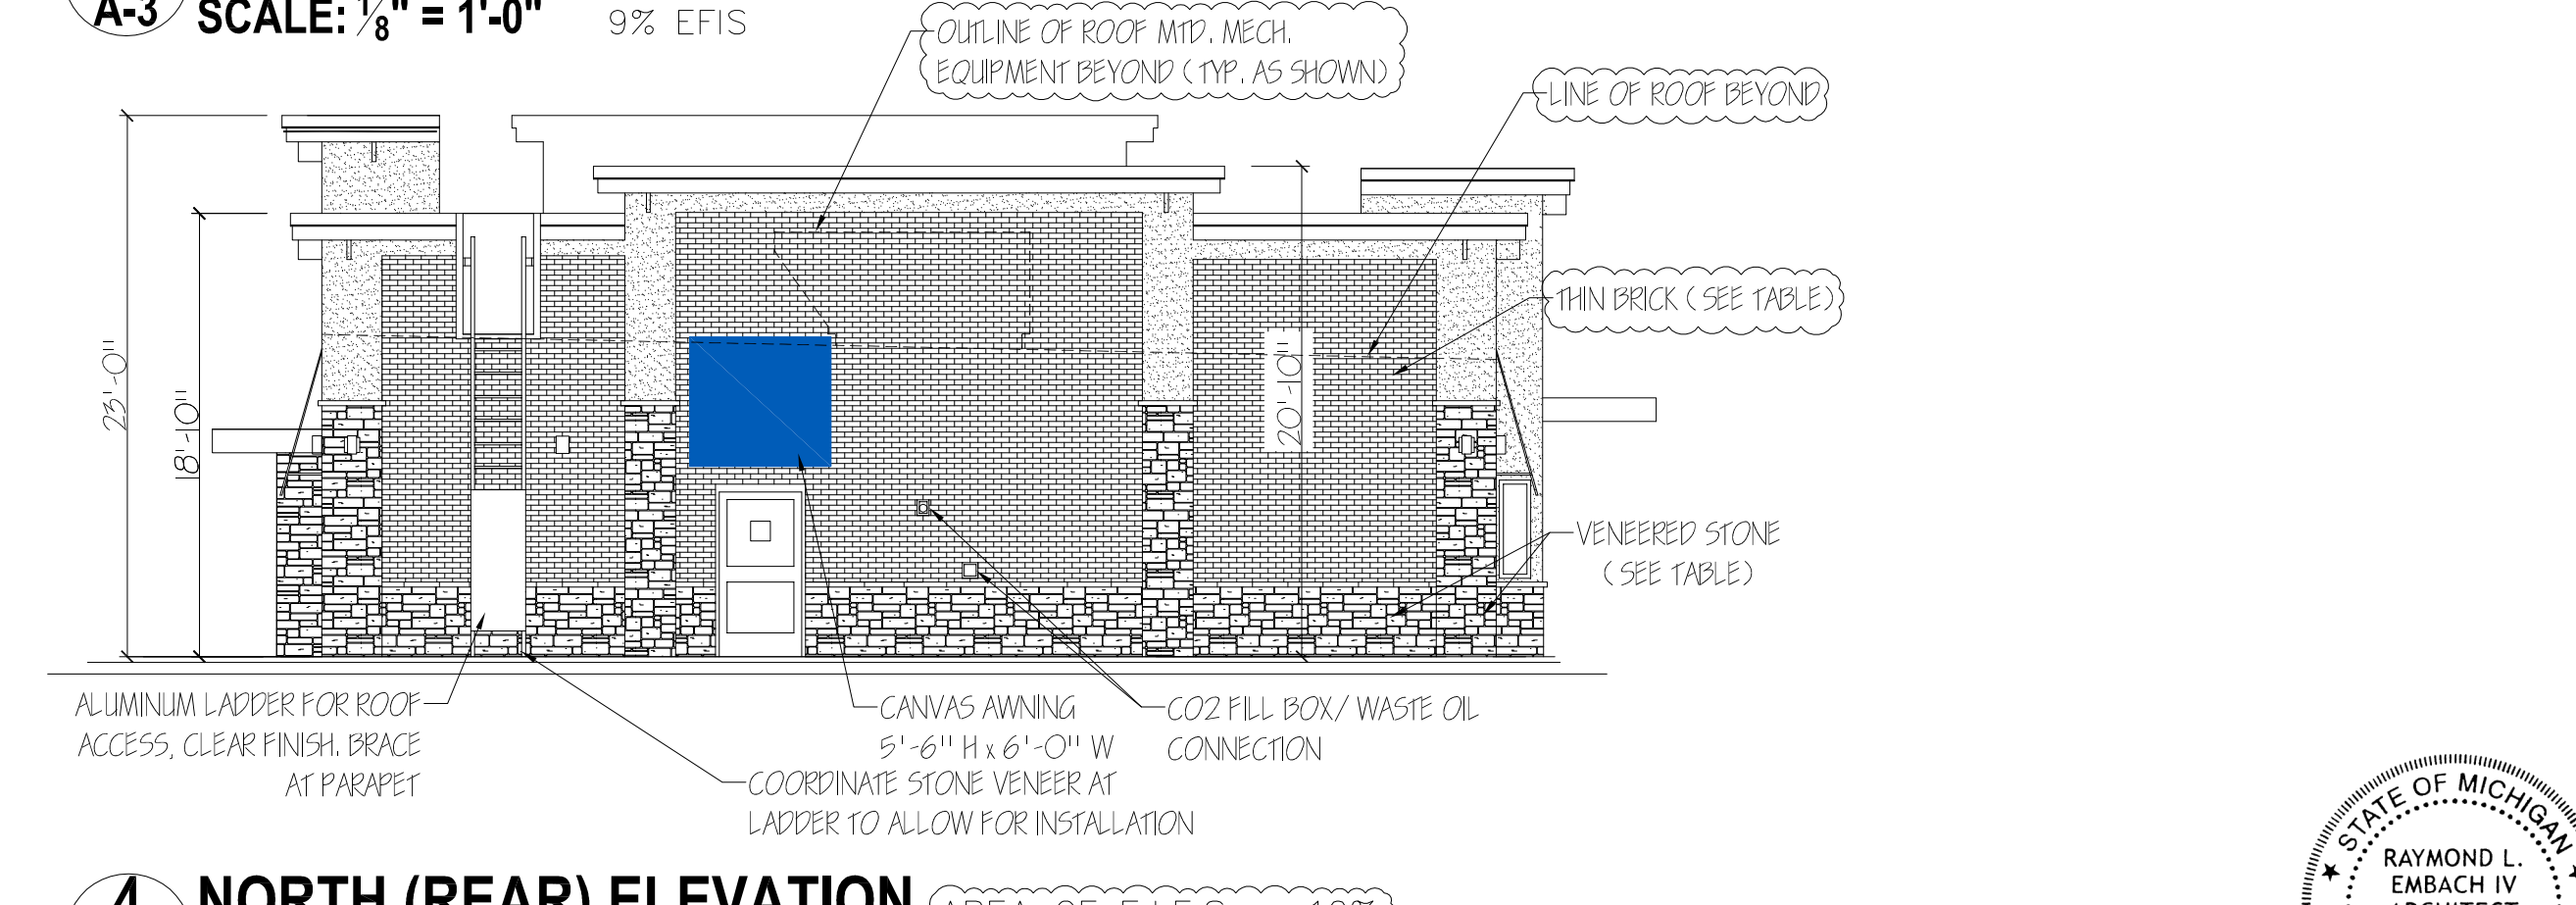 A-3
SCALE: 1/8" = 1'-0"
9% EFIS
OUTLINE OF ROOF MTD. MECH.
EQUIPMENT BEYOND (TYP. AS SHOWN)
LINE OF ROOF BEYOND
THIN BRICK (SEE TABLE)
23'-0"
18'-10"
20'-10"
VENEERED STONE
(SEE TABLE)
ALUMINUM LADDER FOR ROOF
ACCESS, CLEAR FINISH. BRACE
AT PARAPET
CANVAS AWNING
5'-6" H x 6'-0" W
CO2 FILL BOX/ WASTE OIL
CONNECTION
COORDINATE STONE VENEER AT
LADDER TO ALLOW FOR INSTALLATION
4
NORTH (REAR) ELEVATION
STATE OF MICHIGAN
RAYMOND L.
EMBACH IV
ARCHITECT